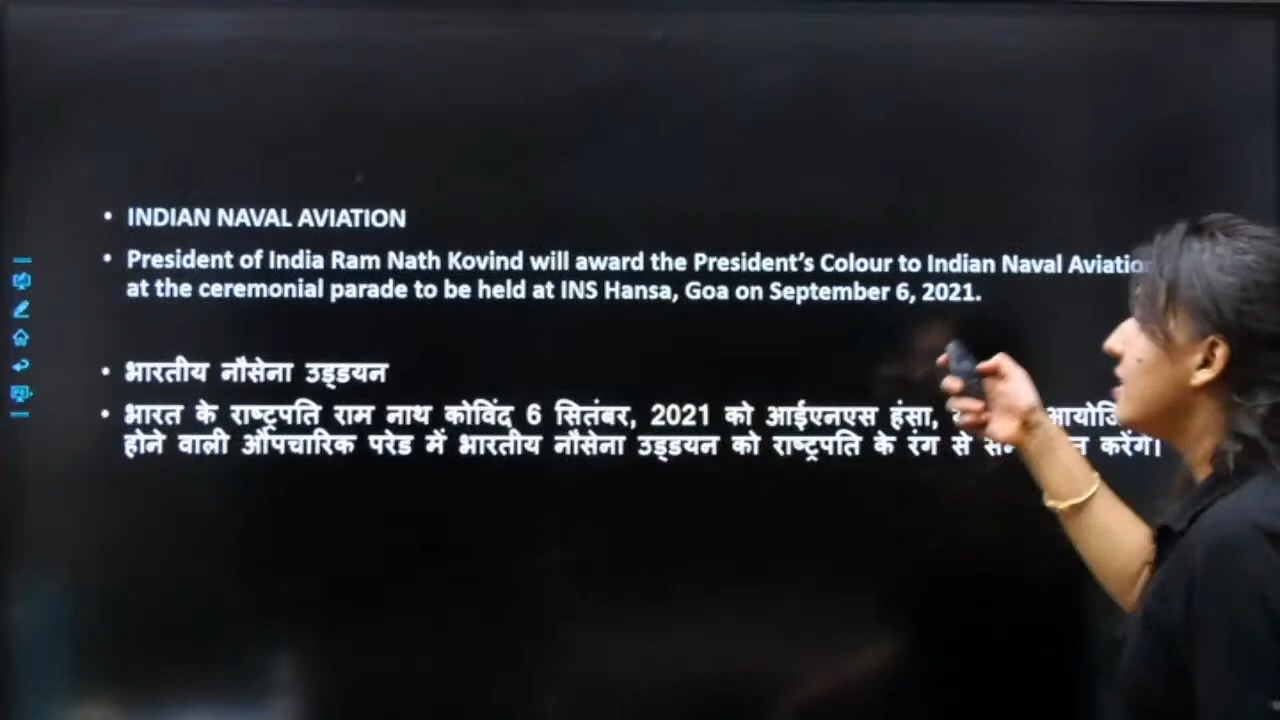 • INDIAN NAVAL AVIATION
• President of India Ram Nath Kovind will award the President's Colour to Indian Naval Aviation
at the ceremonial parade to be held at INS Hansa, Goa on September 6, 2021.
• भारतीय नौसेना उड्डयन
• भारत के राष्ट्रपति राम नाथ कोविंद 6 सितंबर, 2021 को आईएनएस हंसा,
होने वाली औपचारिक परेड में भारतीय नौसेना उड्डयन को राष्ट्रपति के रंग से करेंगे।